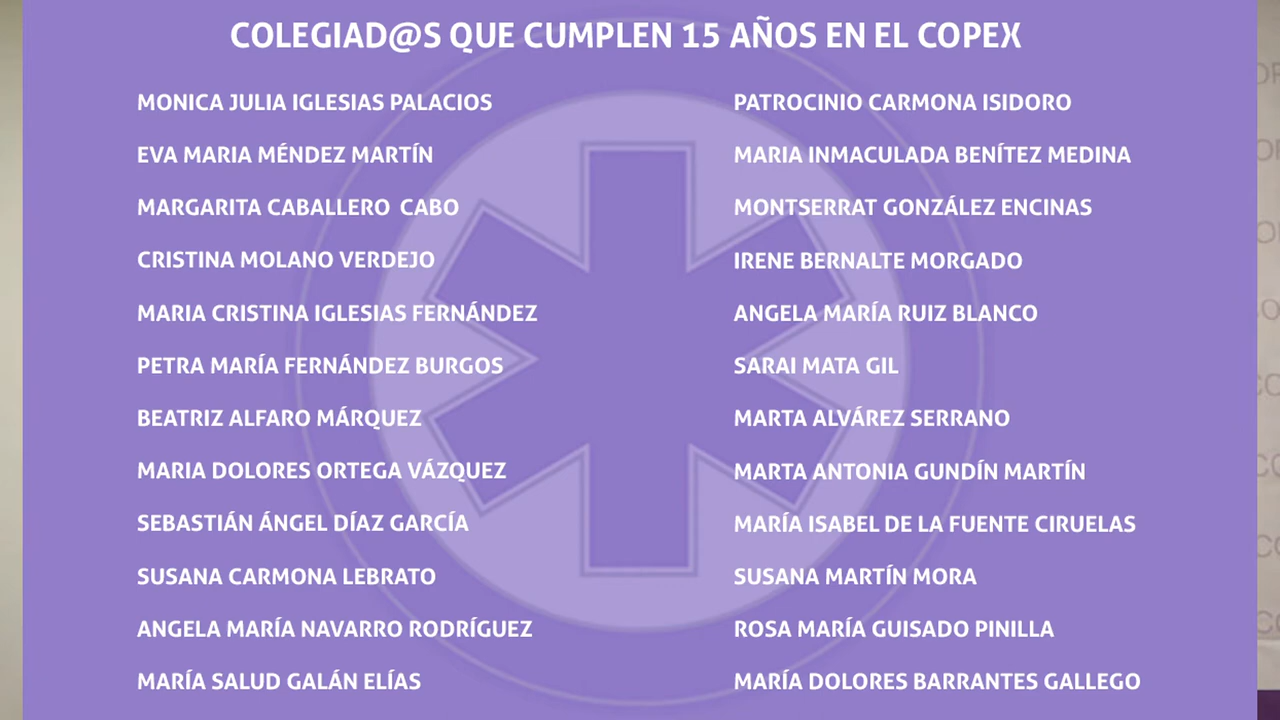 COLEGIAD@S QUE CUMPLEN 15 AÑOS EN EL COPEX
MONICA JULIA IGLESIAS PALACIOS
EVA MARIA MÉNDEZ MARTÍN
MARGARITA CABALLERO CABO
CRISTINA MOLANO VERDEJO
MARIA CRISTINA IGLESIAS FERNÁNDEZ
PETRA MARÍA FERNÁNDEZ BURGOS
BEATRIZ ALFARO MÁRQUEZ
MARIA DOLORES ORTEGA VÁZQUEZ
SEBASTIÁN ÁNGEL DÍAZ GARCÍA
SUSANA CARMONA LEBRATO
ANGELA MARÍA NAVARRO RODRÍGUEZ
MARÍA SALUD GALÁN ELÍAS
PATROCINIO CARMONA ISIDORO
MARIA INMACULADA BENÍTEZ MEDINA
MONTSERRAT GONZÁLEZ ENCINAS
IRENE BERNALTE MORGADO
ANGELA MARÍA RUIZ BLANCO
SARAI MATA GIL
MARTA ALVÁREZ SERRANO
MARTA ANTONIA GUNDÍN MARTÍN
MARÍA ISABEL DE LA FUENTE CIRUELAS
SUSANA MARTÍN MORA
ROSA MARÍA GUISADO PINILLA
MARÍA DOLORES BARRANTES GALLEGO